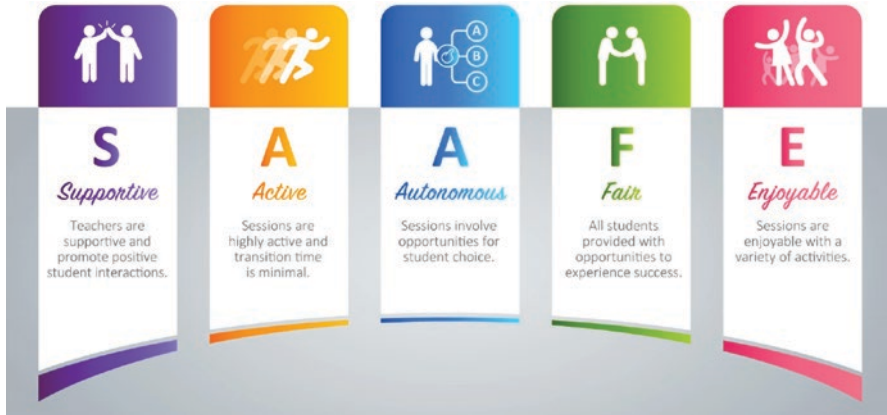 A
B
C
S
Supportive
Teachers are
supportive and
promote positive
student interactions.
A
Active
Sessions are
highly active and
transition time
is minimal.
A
Autonomous
Sessions involve
opportunities for
student choice.
F
Fair
All students
provided with
opportunities to
experience success.
E
Enjoyable
Sessions are
enjoyable with a
variety of activities.